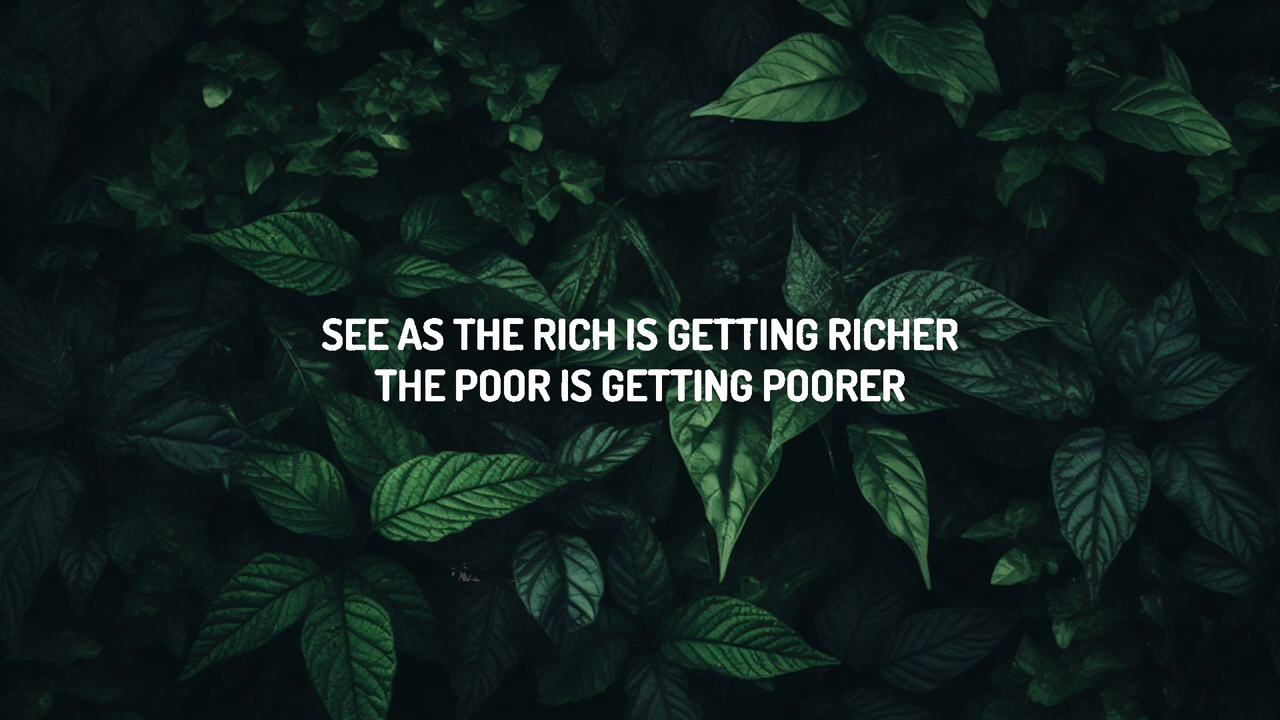 SEE AS THE RICH IS GETTING RICHER
THE POOR IS GETTING POORER